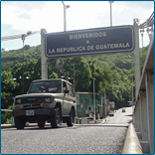 BIENVENIDOS
A
LA REPUBLICA DE GUATEMALA